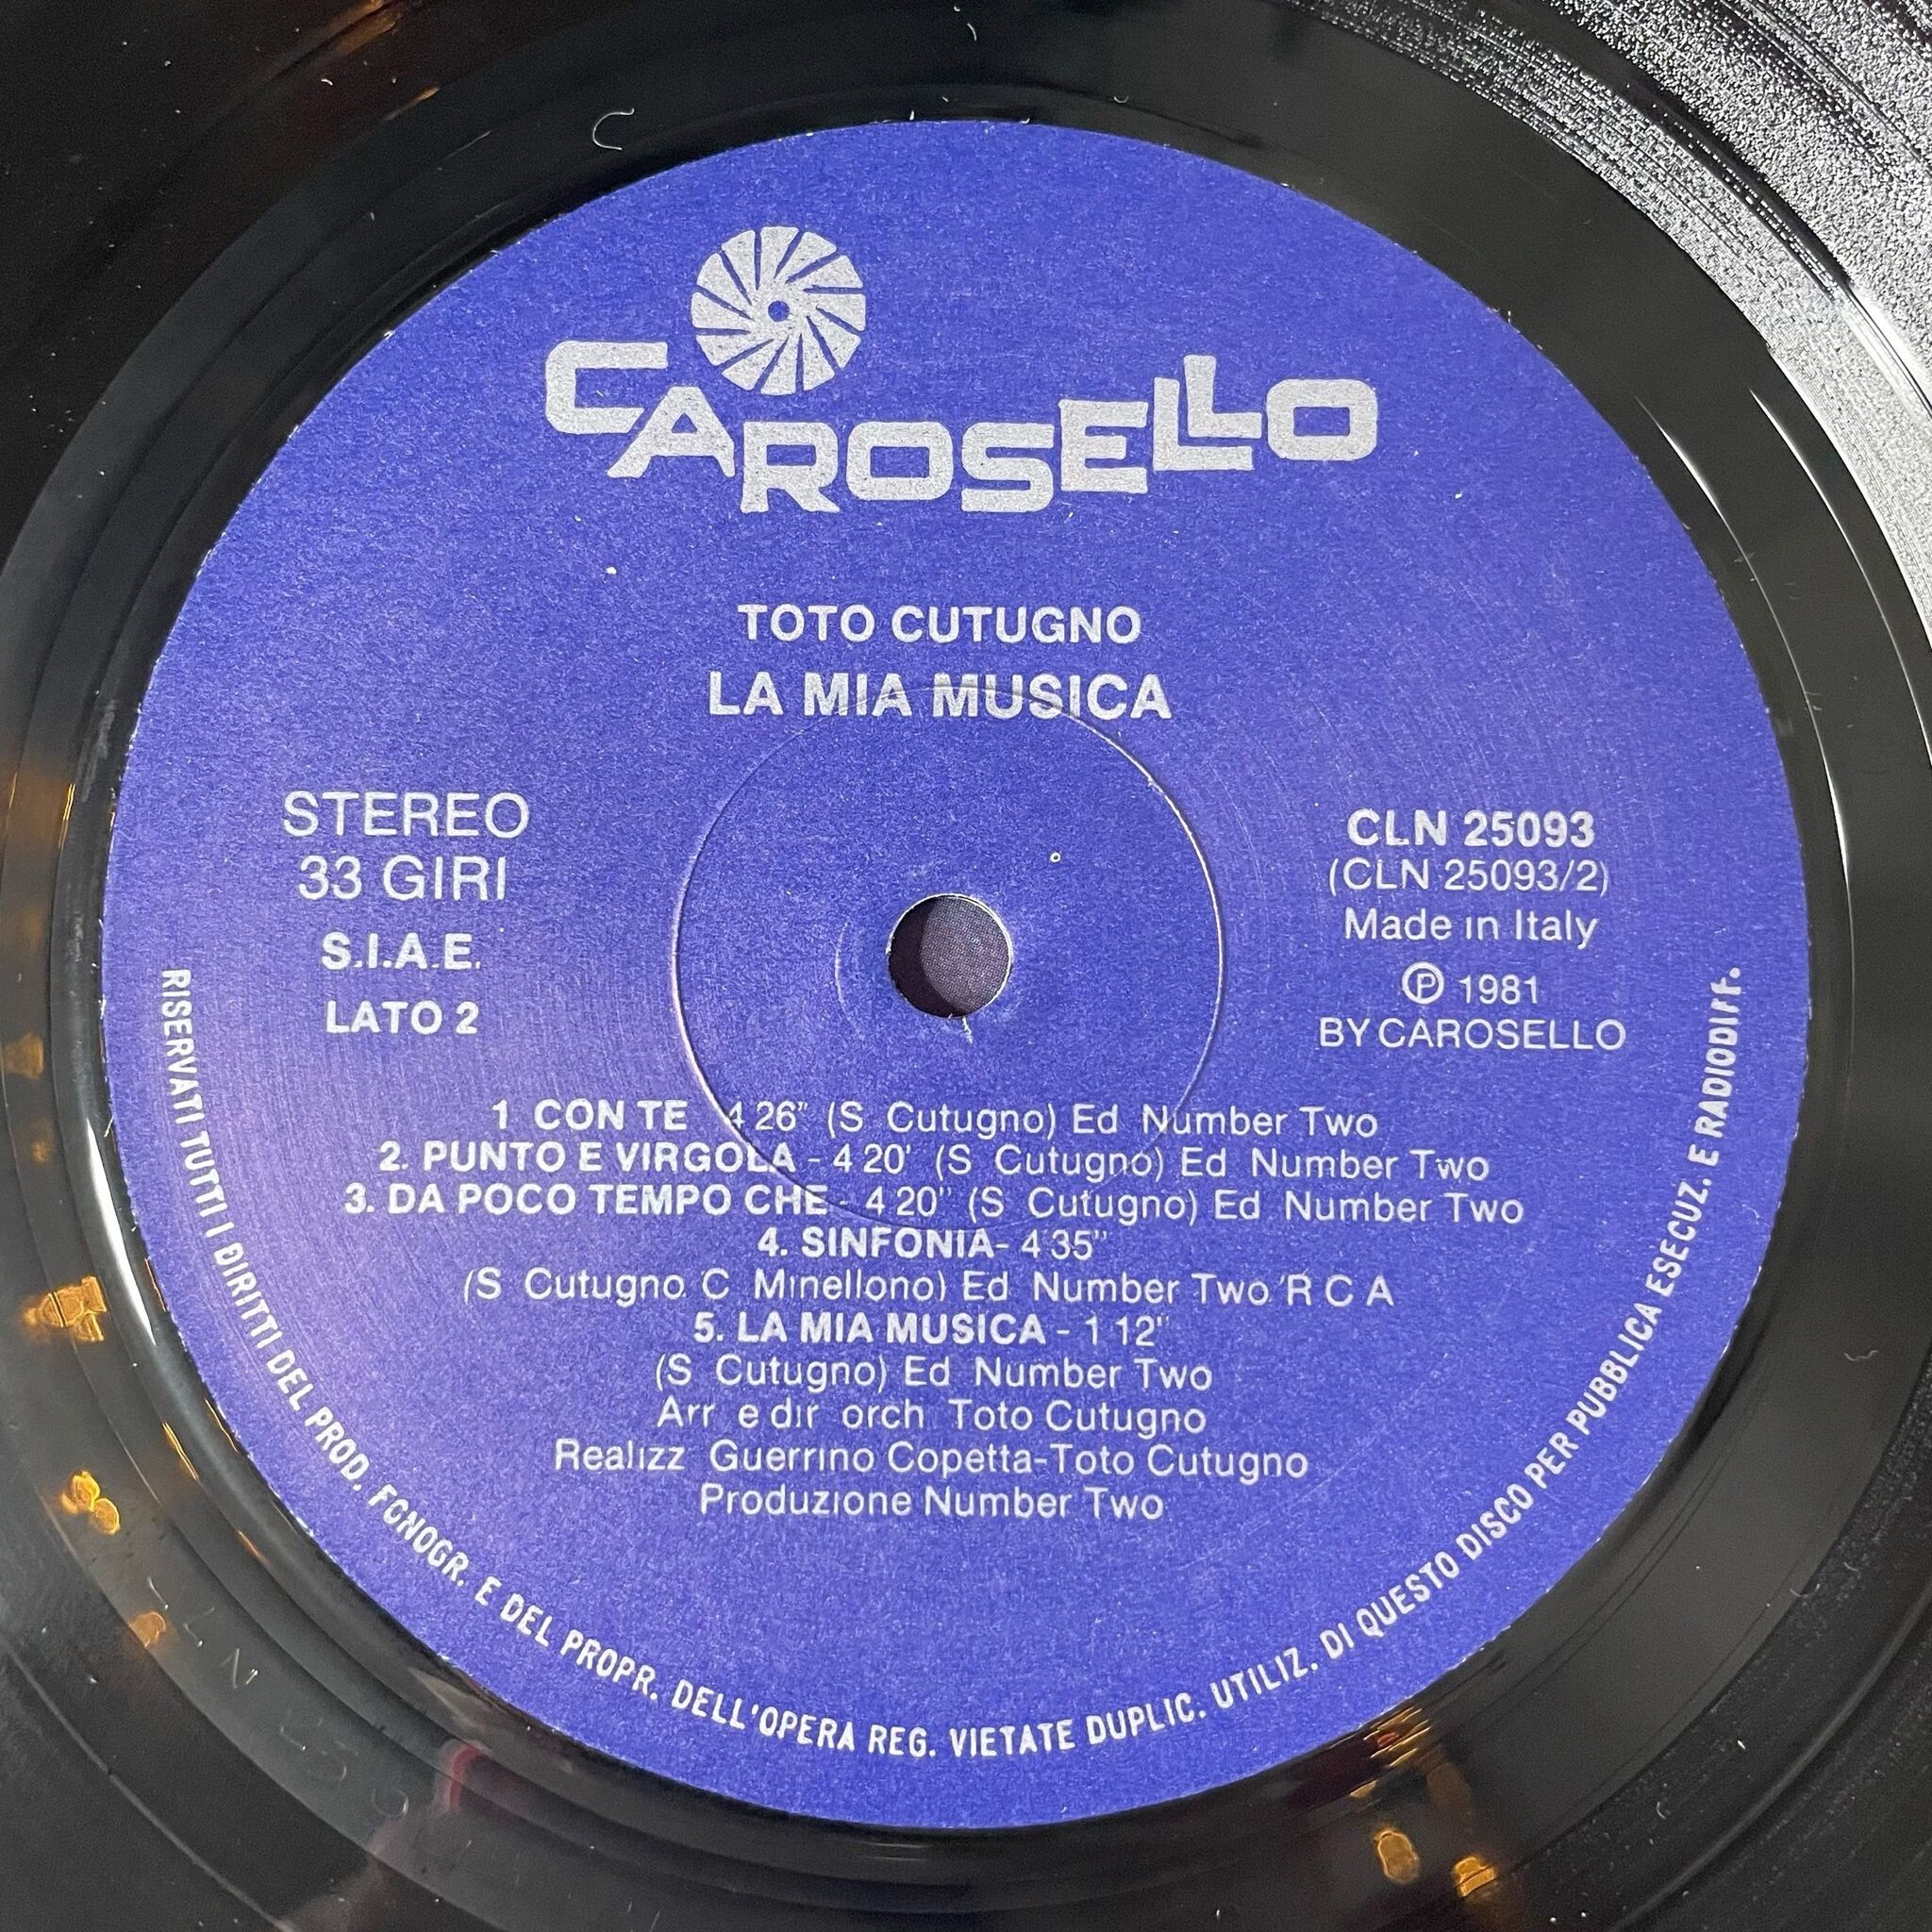 CAROSELLO
TOTO CUTUGNO
LA MIA MUSICA
STEREO
33 GIRI
S.I.A.E.
LATO 2
CLN 25093
(CLN 25093/2)
Made in Italy
Ⓟ 1981
BY CAROSELLO
1 CON TE 4 26" (S Cutugno) Ed Number Two
2. PUNTO E VIRGOLA - 4 20' (S Cutugno) Ed Number Two
3. DA POCO TEMPO CHE - 4 20" (S Cutugno) Ed Number Two
4. SINFONIA- 4 35"
(S Cutugno. C Minellono) Ed Number Two/R C A
5. LA MIA MUSICA - 1 12"
(S Cutugno) Ed Number Two
Arr e dir orch Toto Cutugno
Realizz Guerrino Copetta-Toto Cutugno
Produzione Number Two
RISERVATI TUTTI I DIRITTI DEL PROD. FONOGR. E DEL PROPR. DELL'OPERA REG. VIETATE DUPLIC. UTILIZ. DI QUESTO DISCO PER PUBBLICA ESECUZ. E RADIODIFF.